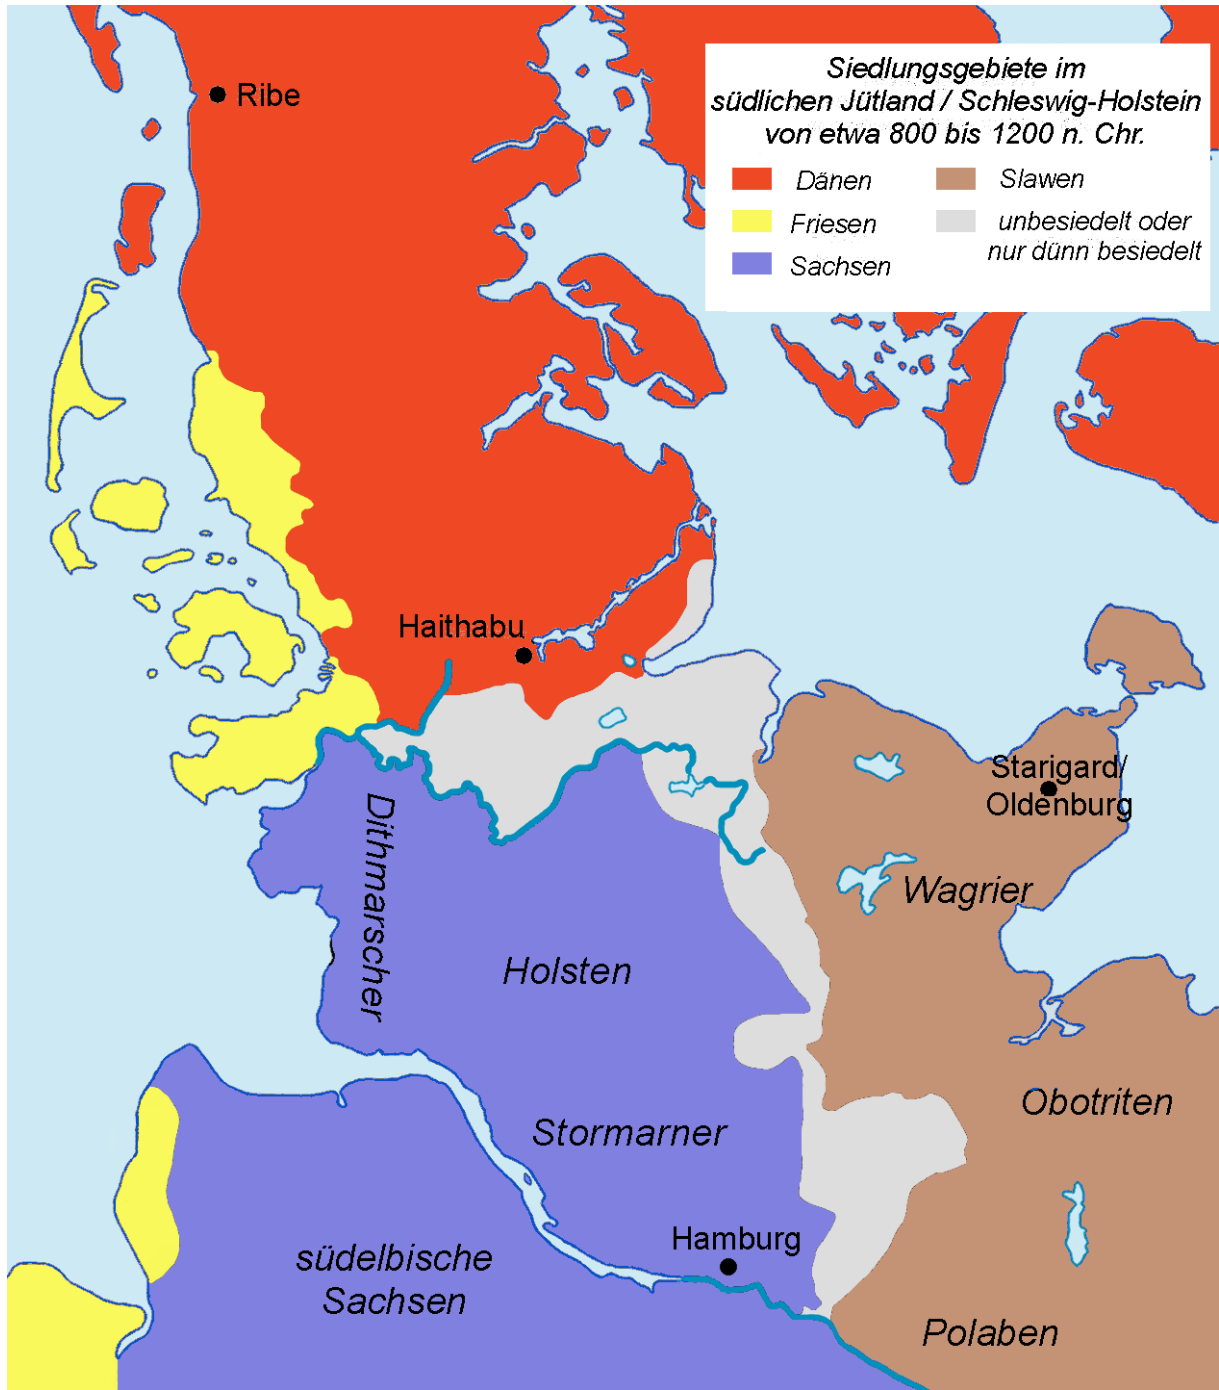 Siedlungsgebiete im
südlichen Jütland / Schleswig-Holstein
von etwa 800 bis 1200 n. Chr.
Dänen
Friesen
Sachsen
Slawen
unbesiedelt oder
nur dünn besiedelt
Ribe
Haithabu
Starigard/
Oldenburg
Dithmarscher
Wagrier
Holsten
Obotriten
Stormarner
Hamburg
südelbische
Sachsen
Polaben